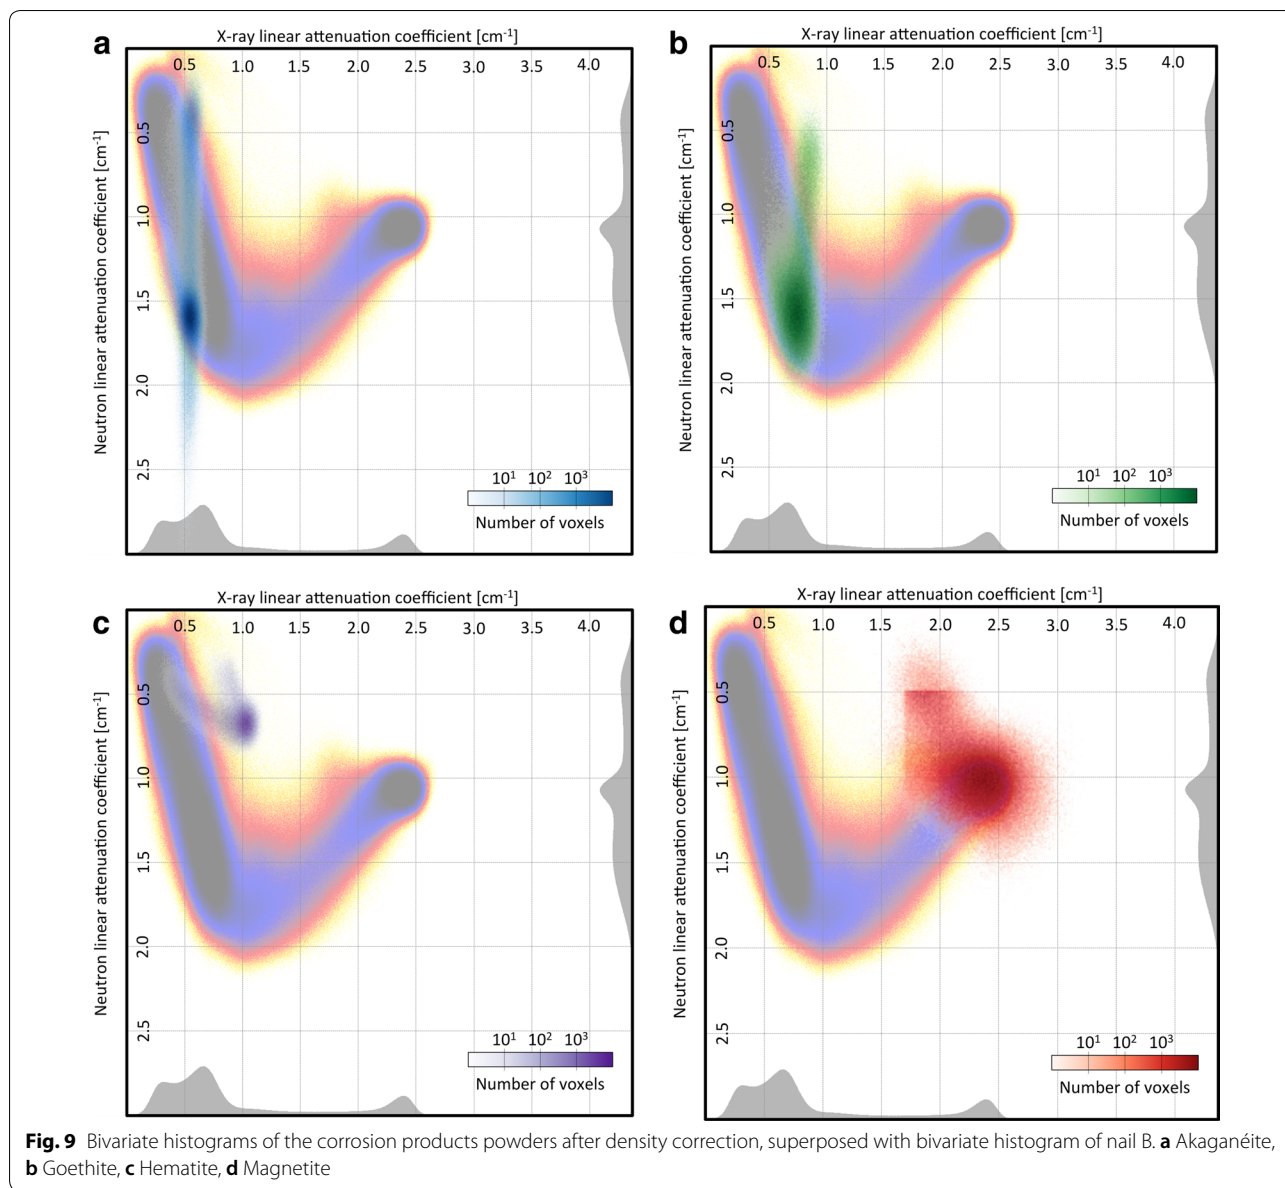 a
X-ray linear attenuation coefficient [cm-1]
0.5 1.0 1.5 2.0 2.5 3.0 3.5 4.0
Neutron linear attenuation coefficient [cm-1]
0.5
1.0
1.5
2.0
2.5
10¹ 10² 10³
Number of voxels
b
X-ray linear attenuation coefficient [cm-1]
0.5 1.0 1.5 2.0 2.5 3.0 3.5 4.0
Neutron linear attenuation coefficient [cm-1]
0.5
1.0
1.5
2.0
2.5
10¹ 10² 10³
Number of voxels
c
X-ray linear attenuation coefficient [cm-1]
0.5 1.0 1.5 2.0 2.5 3.0 3.5 4.0
Neutron linear attenuation coefficient [cm-1]
0.5
1.0
1.5
2.0
2.5
10¹ 10² 10³
Number of voxels
d
X-ray linear attenuation coefficient [cm-1]
0.5 1.0 1.5 2.0 2.5 3.0 3.5 4.0
Neutron linear attenuation coefficient [cm-1]
0.5
1.0
1.5
2.0
2.5
10¹ 10² 10³
Number of voxels
Fig. 9 Bivariate histograms of the corrosion products powders after density correction, superposed with bivariate histogram of nail B. a Akaganéite,
b Goethite, c Hematite, d Magnetite